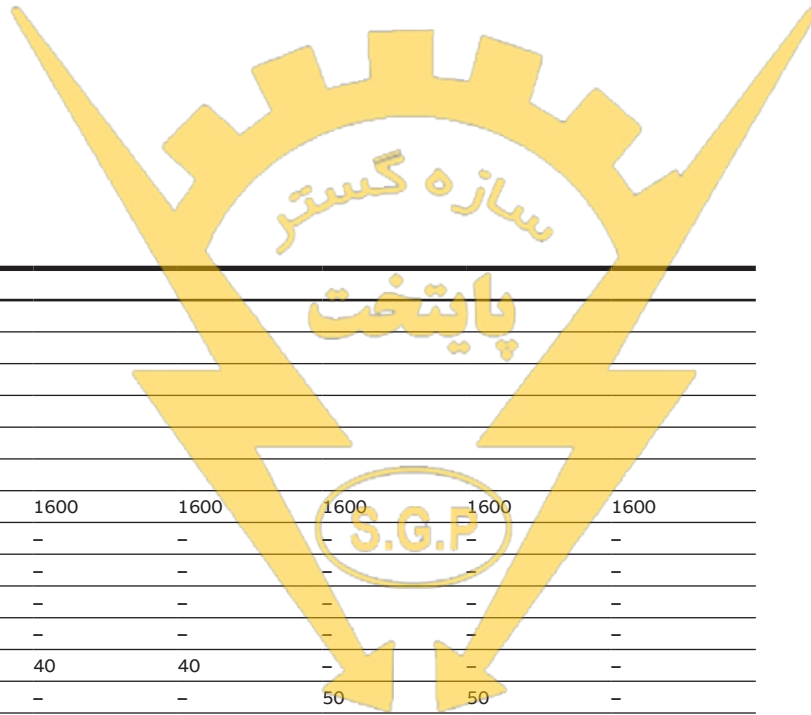 سازه گستر
پایتخت
1600 1600 1600 1600 1600
S.G.P
– – – – –
– – – – –
– – – – –
– – – – –
40 40 – – –
– – 50 50 –